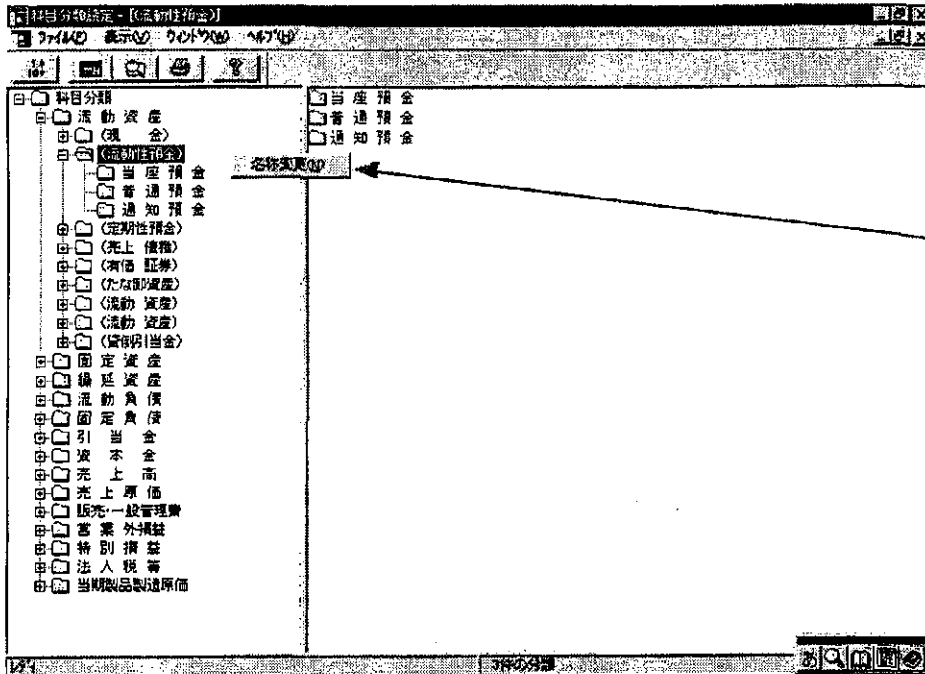 科目分類設定 - [(流動性預金)]
ファイル(F) 表示(V) ウィンドウ(W) ヘルプ(H)
科目分類
流動資産
(現 金)
(流動性預金)
当座預金
普通預金
通知預金
(定期性預金)
(売上 債権)
(有価 証券)
(たな卸資産)
(流動 資産)
(流動 資産)
(貸倒引当金)
固定資産
繰延資産
流動負債
固定負債
引当金
資本金
売上高
売上原価
販売・一般管理費
営業外損益
特別損益
法人税等
当期製品製造原価
当座預金
普通預金
通知預金
名称変更(N)
レディ
3件の分類
あ